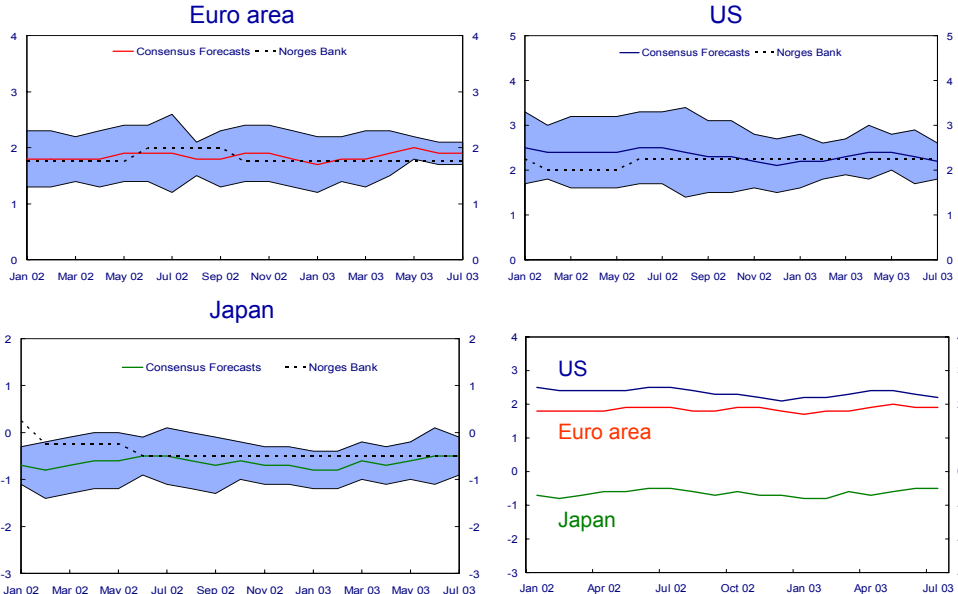 Euro area
4 4
Consensus Forecasts Norges Bank
3 3
2 2
1 1
0 0
Jan 02 Mar 02 May 02 Jul 02 Sep 02 Nov 02 Jan 03 Mar 03 May 03 Jul 03
US
5 5
Consensus Forecasts Norges Bank
4 4
3 3
2 2
1 1
0 0
Jan 02 Mar 02 May 02 Jul 02 Sep 02 Nov 02 Jan 03 Mar 03 May 03 Jul 03
Japan
2 2
Consensus Forecasts Norges Bank
1 1
0 0
-1 -1
-2 -2
-3 -3
Jan 02 Mar 02 May 02 Jul 02 Sep 02 Nov 02 Jan 03 Mar 03 May 03 Jul 03
4
3
US
2
Euro area
1
0
-1
Japan
-2
-3
Jan 02 Apr 02 Jul 02 Oct 02 Jan 03 Apr 03 Jul 03